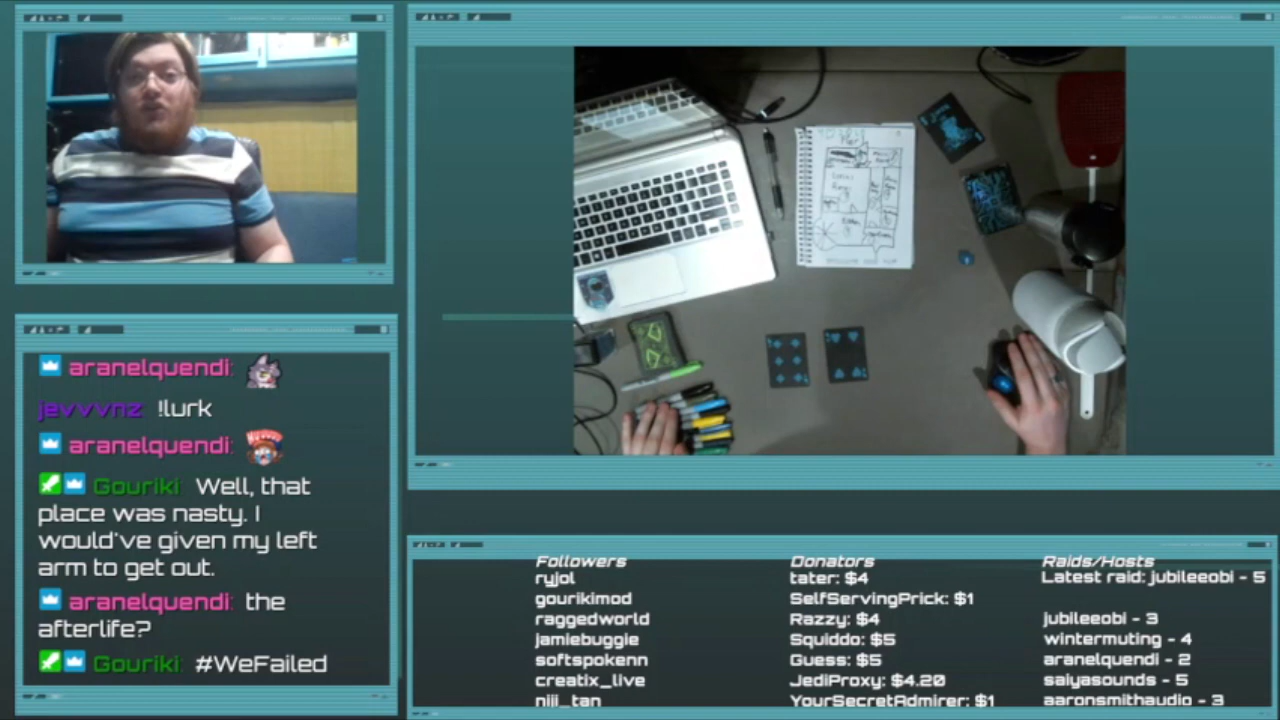 aranelquendi:
jevvvnz !lurk
aranelquendi:
Gouriki: Well, that
place was nasty. I
would've given my left
arm to get out.
aranelquendi: the
afterlife?
Gouriki: #WeFailed
Followers
ryjol
gourikimod
raggedworld
jamiebuggie
softspokenn
creatix_live
niji_tan
Donators
tater: $4
SelfServingPrick: $1
Razzy: $4
Squiddo: $5
Guess: $5
JediProxy: $4.20
YourSecretAdmirer: $1
Raids/Hosts
Latest raid: jubileeobi - 5
jubileeobi - 3
wintermuting - 4
aranelquendi - 2
saiyasounds - 5
aaronsmithaudio - 3